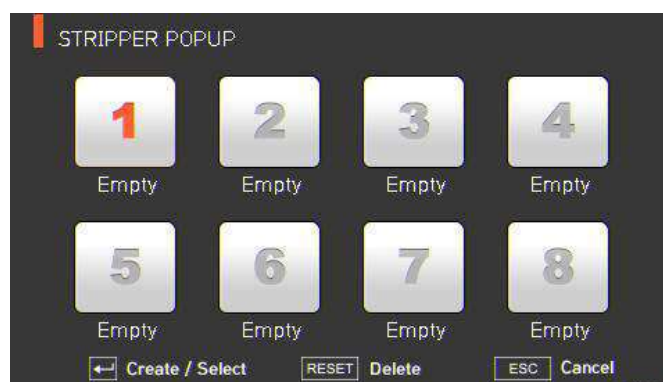 STRIPPER POPUP
1 2 3 4
Empty Empty Empty Empty
5 6 7 8
Empty Empty Empty Empty
Create / Select RESET Delete ESC Cancel